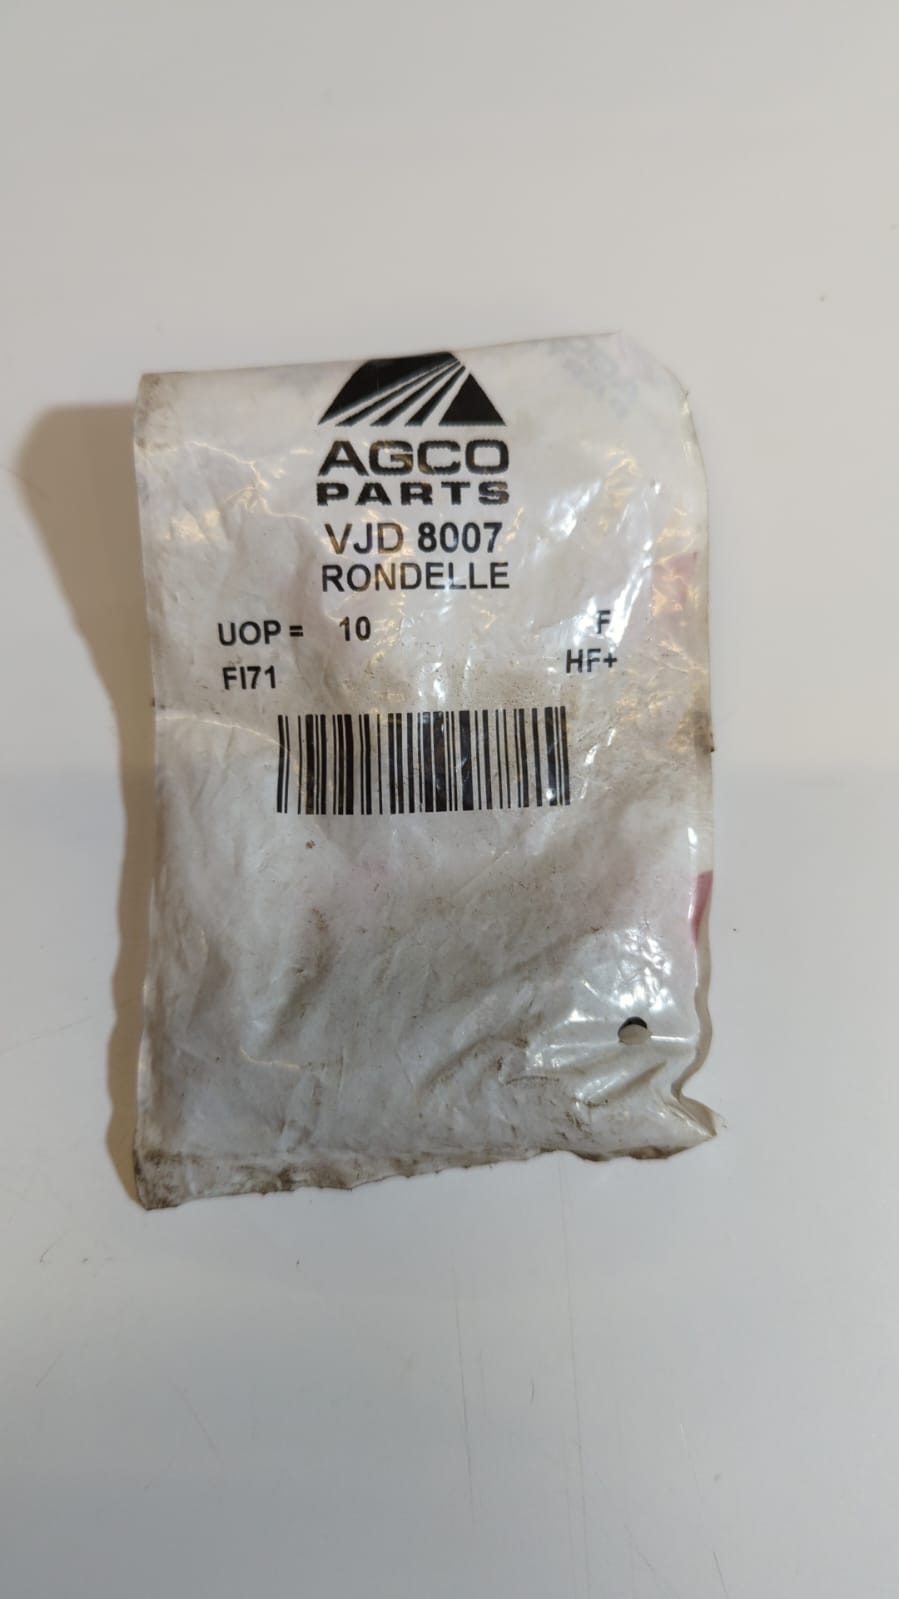 AGCO
PARTS
VJD 8007
RONDELLE
UOP = 10 F
FI71 HF+